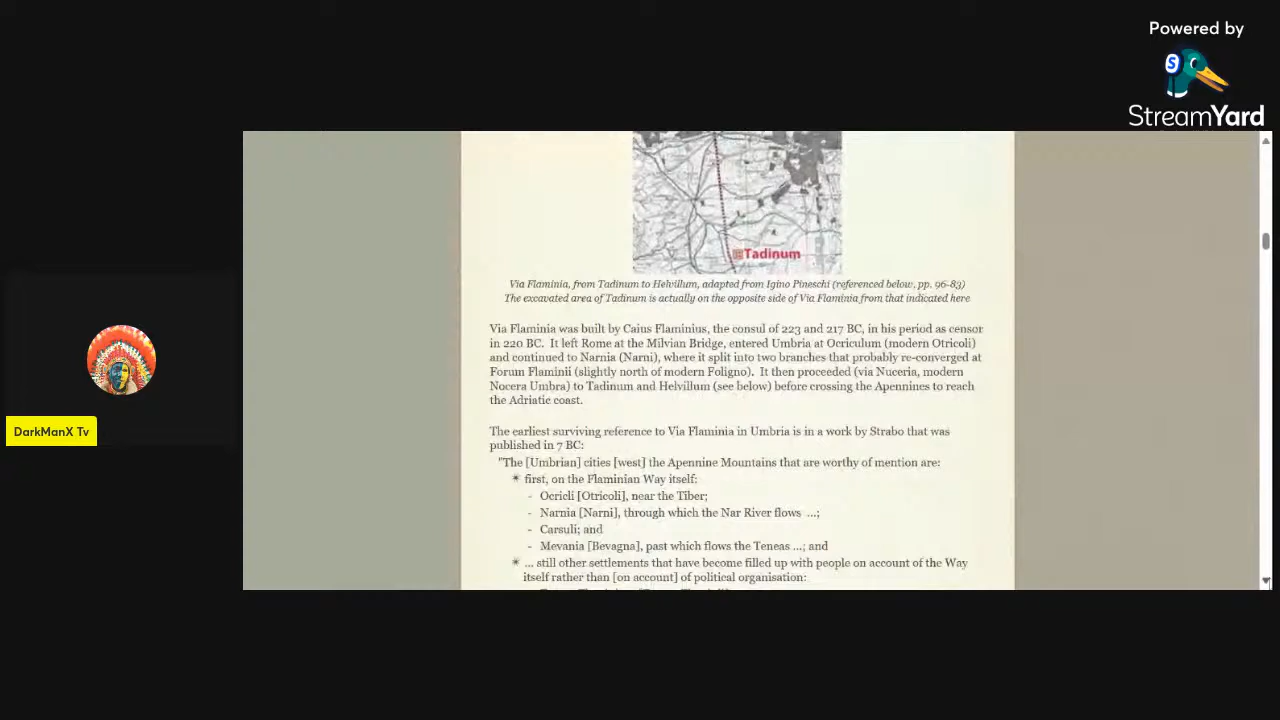 Powered by
S
StreamYard
Tadinum
Via Flaminia, from Tadinum to Helvillum, adapted from Igino Pineschi (referenced below, pp. 96-83)
The excavated area of Tadinum is actually on the opposite side of Via Flaminia from that indicated here
Via Flaminia was built by Caius Flaminius, the consul of 223 and 217 BC, in his period as censor
in 220 BC. It left Rome at the Milvian Bridge, entered Umbria at Ocriculum (modern Otricoli)
and continued to Narnia (Narni), where it split into two branches that probably re-converged at
Forum Flaminii (slightly north of modern Foligno). It then proceeded (via Nuceria, modern
Nocera Umbra) to Tadinum and Helvillum (see below) before crossing the Apennines to reach
the Adriatic coast.
The earliest surviving reference to Via Flaminia in Umbria is in a work by Strabo that was
published in 7 BC:
"The [Umbrian] cities [west] the Apennine Mountains that are worthy of mention are:
✴ first, on the Flaminian Way itself:
- Ocricli [Otricoli], near the Tiber;
- Narnia [Narni], through which the Nar River flows ...;
- Carsuli; and
- Mevania [Bevagna], past which flows the Teneas ...; and
✴ ... still other settlements that have become filled up with people on account of the Way
itself rather than [on account] of political organisation:
DarkManX Tv